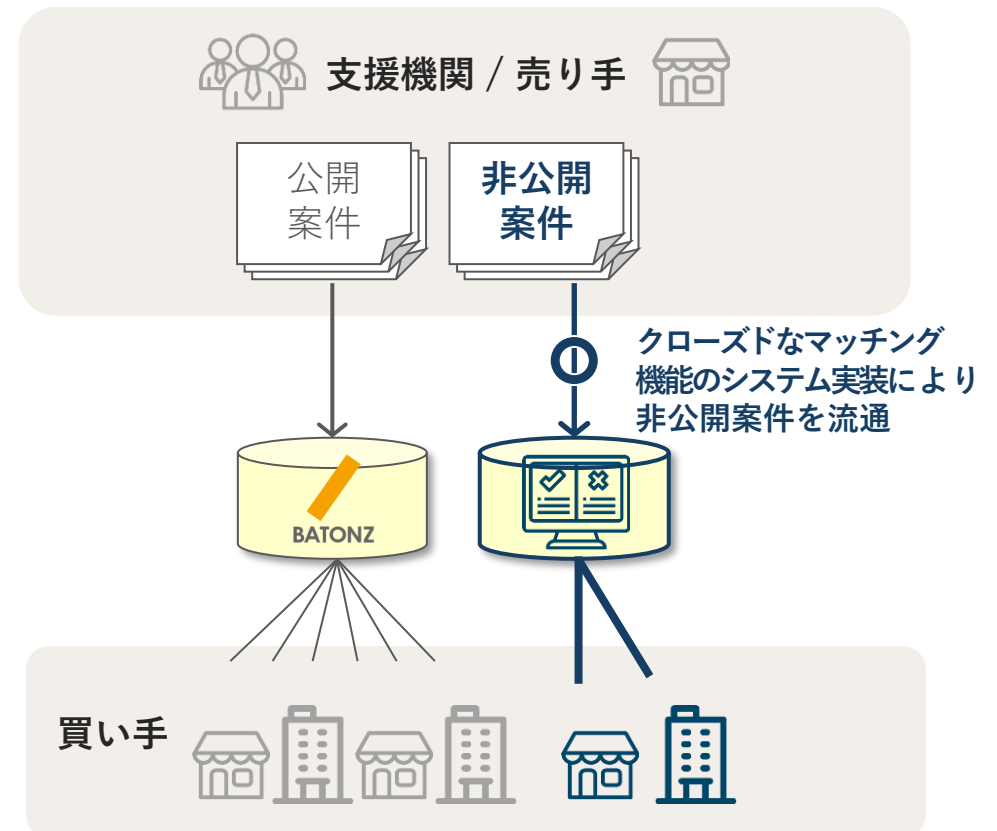 支援機関 / 売り手
公開
案件
非公開
案件
クローズドなマッチング
機能のシステム実装により
非公開案件を流通
BATONZ
買い手